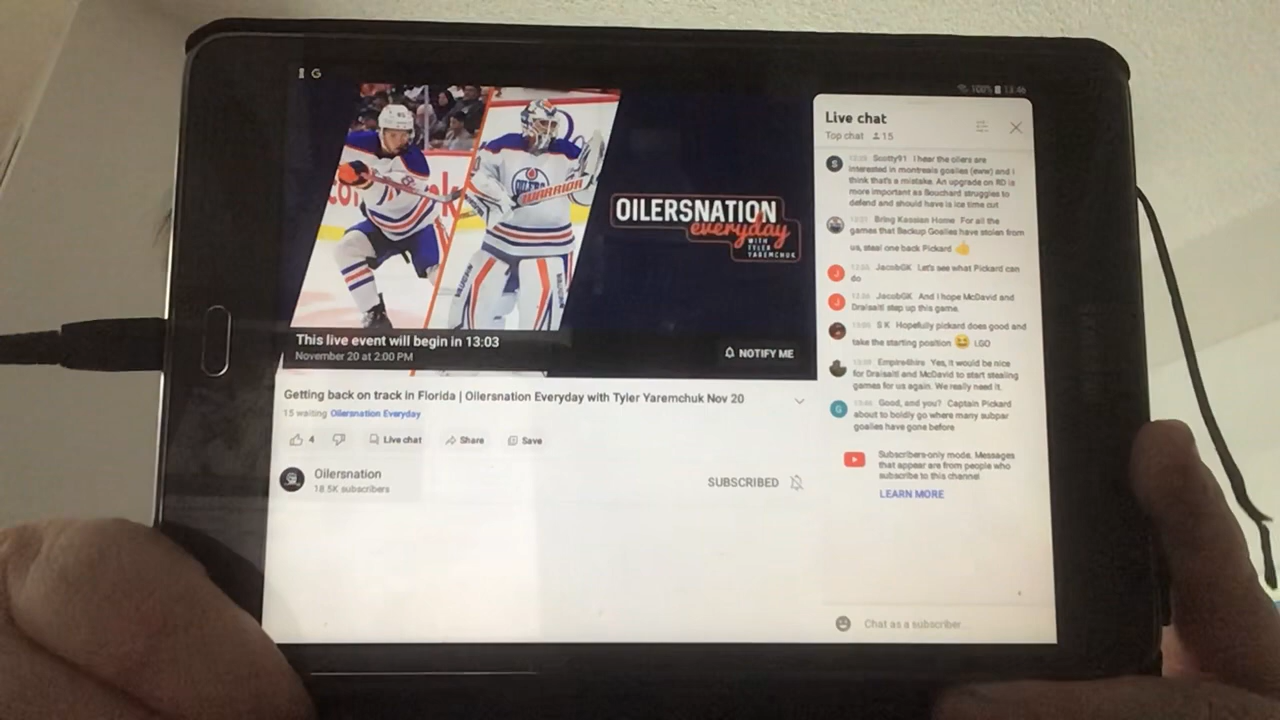 G
100% 13:46
OILERS
WARRIOR
OILERSNATION
everyday
WITH
TYLER
YAREMCHUK
This live event will begin in 13:03
November 20 at 2:00 PM
NOTIFY ME
Getting back on track in Florida | Oilersnation Everyday with Tyler Yaremchuk Nov 20
15 waiting Oilersnation Everyday
4 Live chat Share Save
Oilersnation
18.5K subscribers
SUBSCRIBED
Live chat
Top chat 15
Scotty91 I hear the oilers are
interested in montreals goalies (eww) and I
think that's a mistake. An upgrade on RD is
more important as Bouchard struggles to
defend and should have is ice time cut
Bring Kassian Home For all the
games that Backup Goalies have stolen from
us, steal one back Pickard 👍
J JacobGK Let's see what Pickard can
do
J JacobGK And I hope McDavid and
Draisaitl step up this game.
S K Hopefully pickard does good and
take the starting position 😆 LGO
Empire4hire Yes, it would be nice
for Draisaitl and McDavid to start stealing
games for us again. We really need it.
G Good, and you? Captain Pickard
about to boldly go where many subpar
goalies have gone before
Subscribers-only mode. Messages
that appear are from people who
subscribe to this channel
LEARN MORE
Chat as a subscriber...